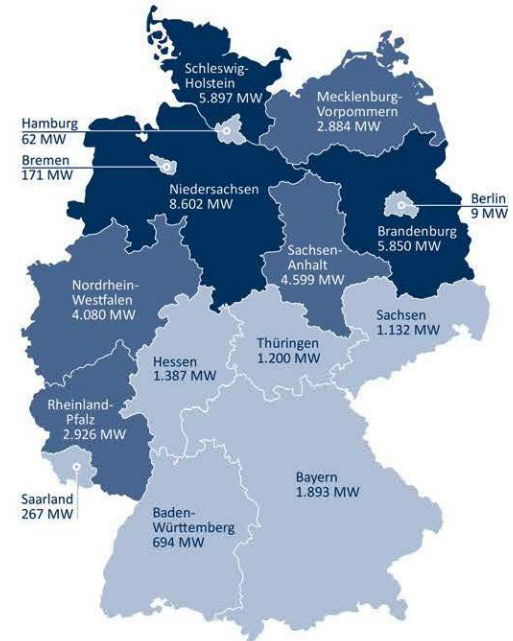 Schleswig-
Holstein
5.897 MW
Mecklenburg-
Vorpommern
2.884 MW
Hamburg
62 MW
Bremen
171 MW
Niedersachsen
8.602 MW
Berlin
9 MW
Brandenburg
5.850 MW
Sachsen-
Anhalt
4.599 MW
Nordrhein-
Westfalen
4.080 MW
Sachsen
1.132 MW
Thüringen
1.200 MW
Hessen
1.387 MW
Rheinland-
Pfalz
2.926 MW
Saarland
267 MW
Bayern
1.893 MW
Baden-
Württemberg
694 MW